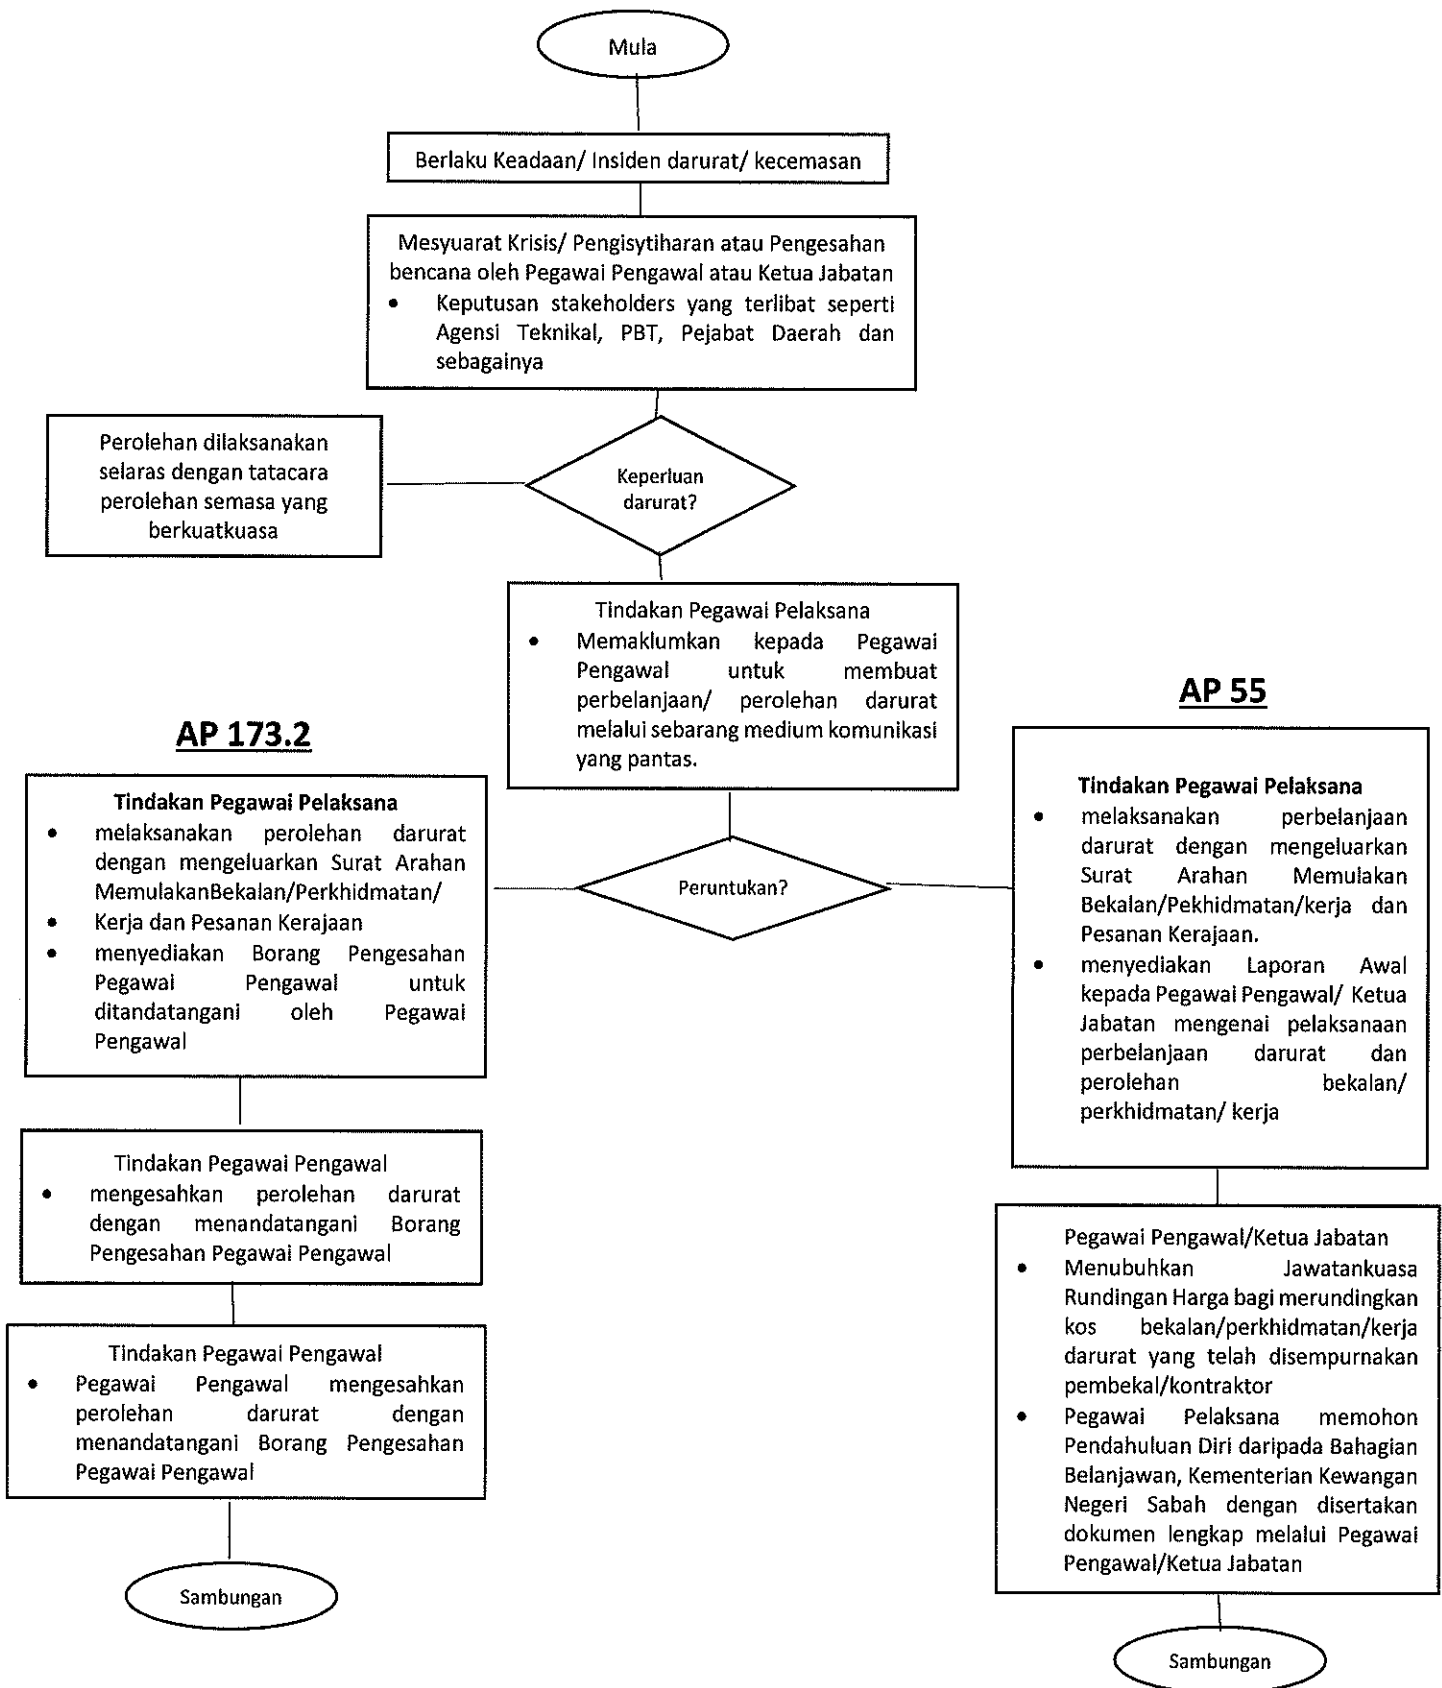 Mula
Berlaku Keadaan/ Insiden darurat/ kecemasan
Mesyuarat Krisis/ Pengisytiharan atau Pengesahan
bencana oleh Pegawai Pengawal atau Ketua Jabatan
• Keputusan stakeholders yang terlibat seperti
Agensi Teknikal, PBT, Pejabat Daerah dan
sebagainya
Perolehan dilaksanakan
selaras dengan tatacara
perolehan semasa yang
berkuatkuasa
Keperluan
darurat?
Tindakan Pegawai Pelaksana
• Memaklumkan kepada Pegawai
Pengawal untuk membuat
perbelanjaan/ perolehan darurat
melalui sebarang medium komunikasi
yang pantas.
Peruntukan?
AP 173.2
Tindakan Pegawai Pelaksana
• melaksanakan perolehan darurat
dengan mengeluarkan Surat Arahan
MemulakanBekalan/Perkhidmatan/
• Kerja dan Pesanan Kerajaan
• menyediakan Borang Pengesahan
Pegawai Pengawal untuk
ditandatangani oleh Pegawai
Pengawal
Tindakan Pegawai Pengawal
• mengesahkan perolehan darurat
dengan menandatangani Borang
Pengesahan Pegawai Pengawal
Tindakan Pegawai Pengawal
• Pegawai Pengawal mengesahkan
perolehan darurat dengan
menandatangani Borang Pengesahan
Pegawai Pengawal
Sambungan
AP 55
Tindakan Pegawai Pelaksana
• melaksanakan perbelanjaan
darurat dengan mengeluarkan
Surat Arahan Memulakan
Bekalan/Pekhidmatan/kerja dan
Pesanan Kerajaan.
• menyediakan Laporan Awal
kepada Pegawai Pengawal/ Ketua
Jabatan mengenai pelaksanaan
perbelanjaan darurat dan
perolehan bekalan/
perkhidmatan/ kerja
Pegawai Pengawal/Ketua Jabatan
• Menubuhkan Jawatankuasa
Rundingan Harga bagi merundingkan
kos bekalan/perkhidmatan/kerja
darurat yang telah disempurnakan
pembekal/kontraktor
• Pegawai Pelaksana memohon
Pendahuluan Diri daripada Bahagian
Belanjawan, Kementerian Kewangan
Negeri Sabah dengan disertakan
dokumen lengkap melalui Pegawai
Pengawal/Ketua Jabatan
Sambungan